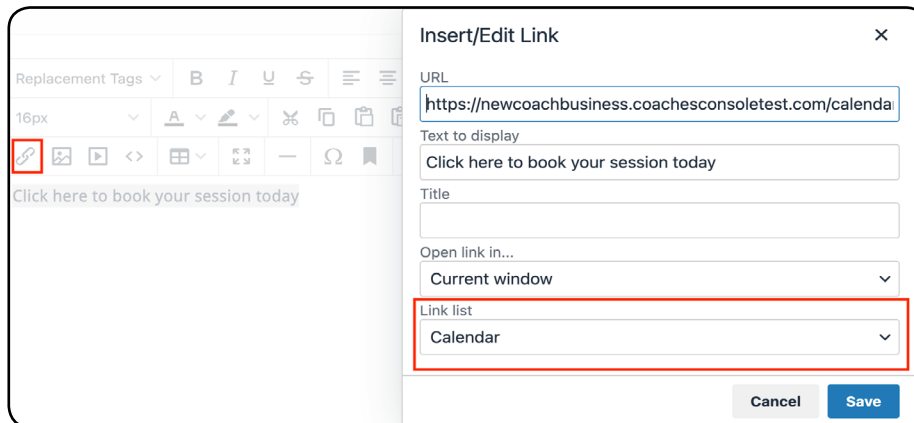 Insert/Edit Link
Replacement Tags
B I U S
URL
https://newcoachbusiness.coachesconsoletest.com/calenda
16px
A
Text to display
Click here to book your session today
Ω
Click here to book your session today
Title
Open link in...
Current window
Link list
Calendar
Cancel Save